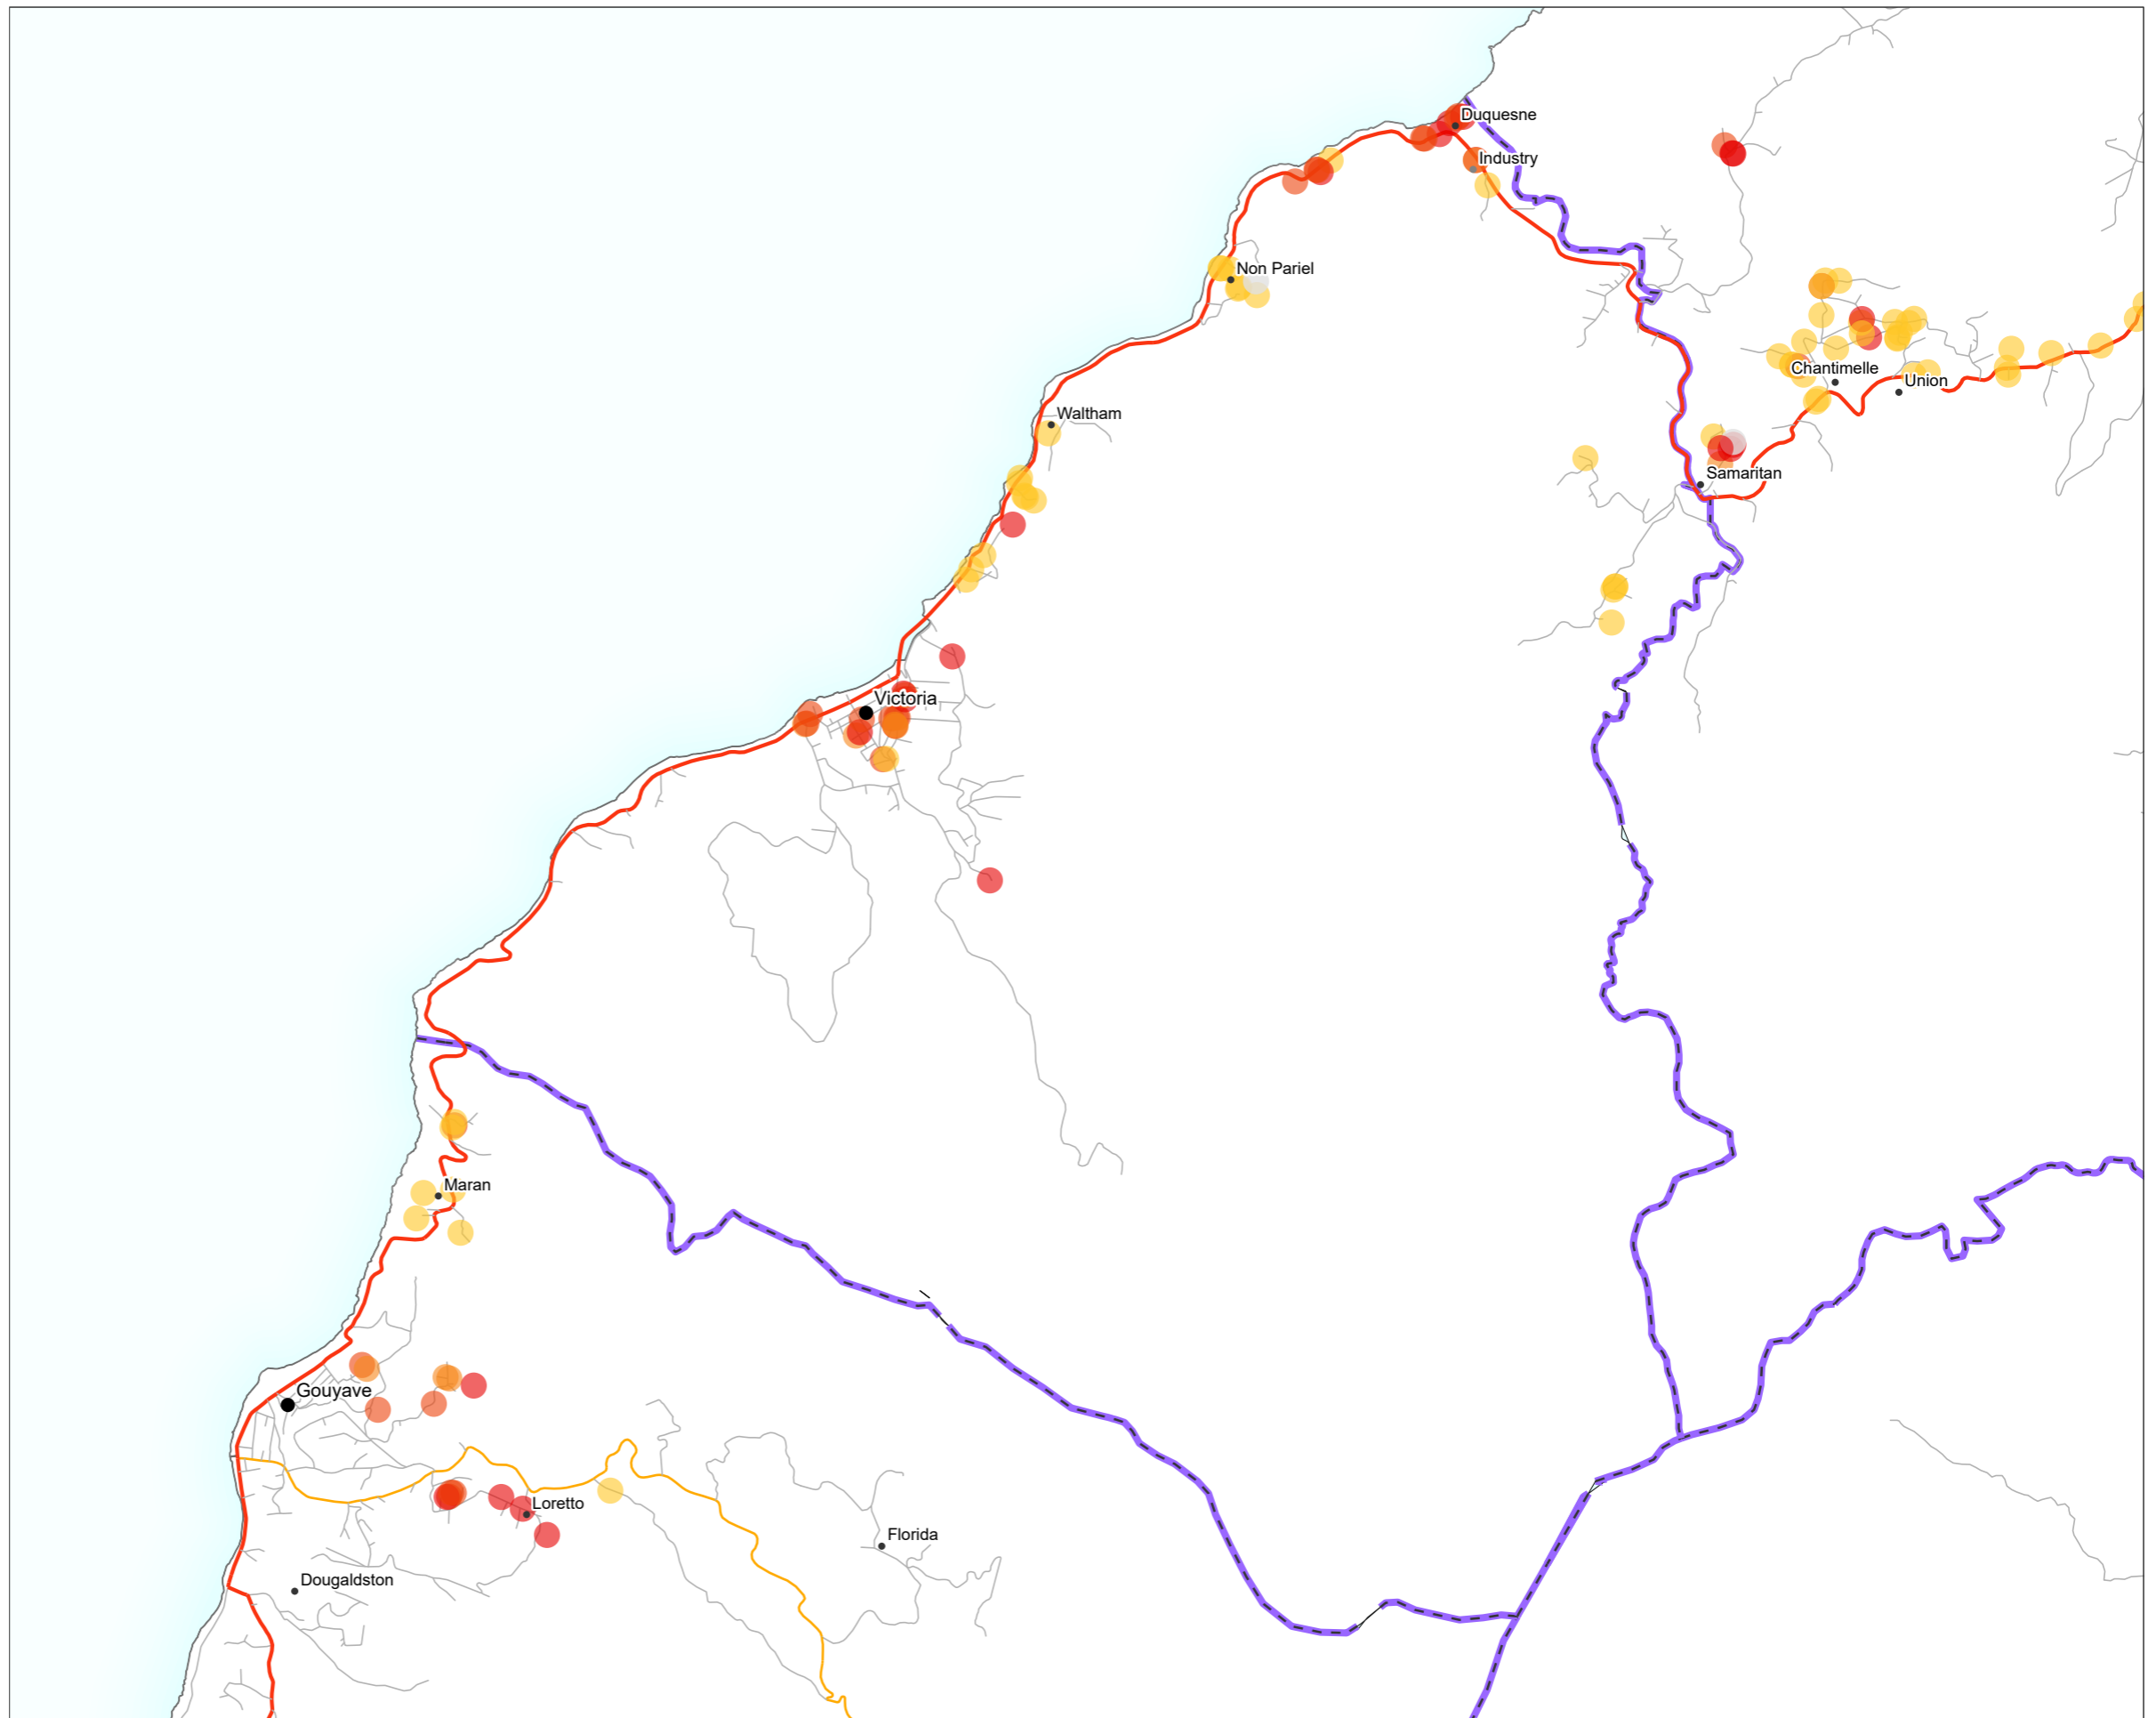 Duquesne
Industry
Non Pariel
Chantimelle
Union
Waltham
Samaritan
Victoria
Maran
Gouyave
Loretto
Florida
Dougaldston